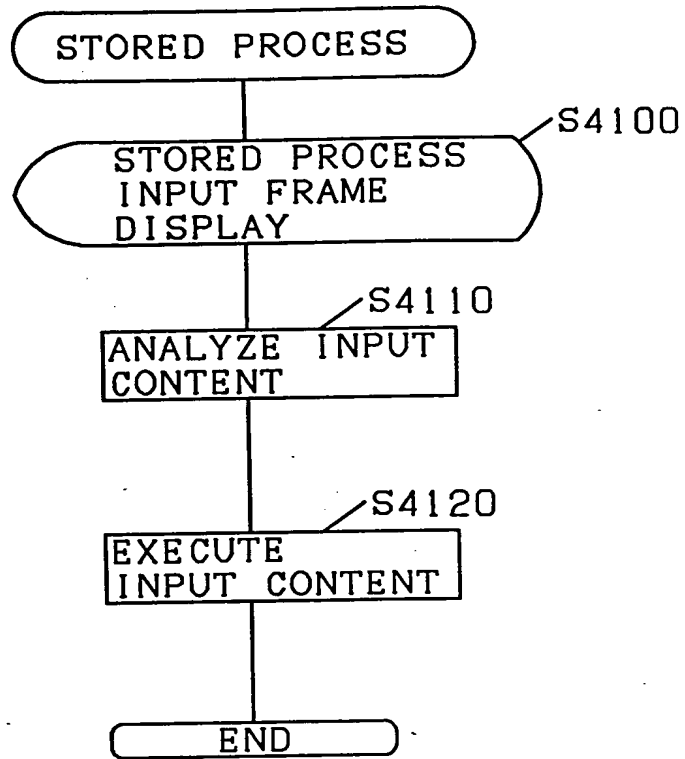 STORED PROCESS
S4100
STORED PROCESS
INPUT FRAME
DISPLAY
S4110
ANALYZE INPUT
CONTENT
S4120
EXECUTE
INPUT CONTENT
END